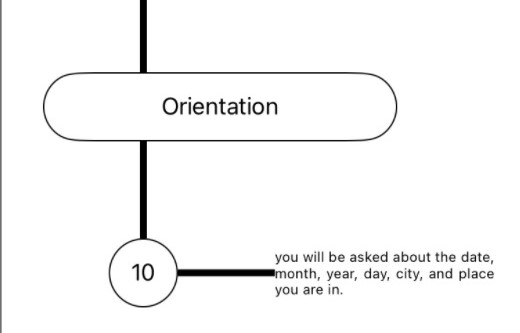 Orientation
10
you will be asked about the date,
month, year, day, city, and place
you are in.